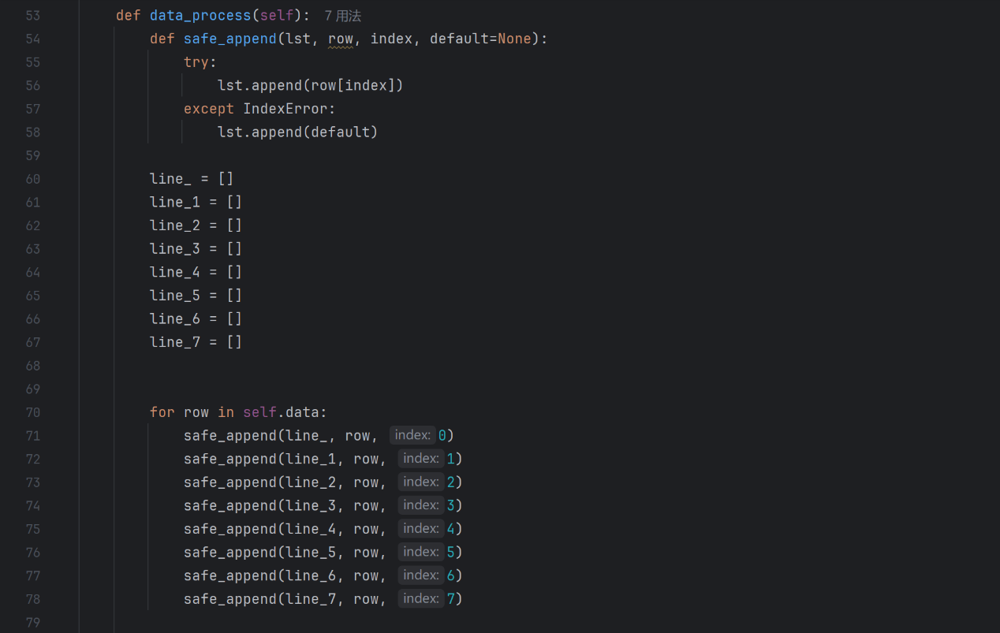 53 def data_process(self): 7 用法
54 def safe_append(lst, row, index, default=None):
55 try:
56 lst.append(row[index])
57 except IndexError:
58 lst.append(default)
59
60 line_ = []
61 line_1 = []
62 line_2 = []
63 line_3 = []
64 line_4 = []
65 line_5 = []
66 line_6 = []
67 line_7 = []
68
69
70 for row in self.data:
71 safe_append(line_, row, index: 0)
72 safe_append(line_1, row, index: 1)
73 safe_append(line_2, row, index: 2)
74 safe_append(line_3, row, index: 3)
75 safe_append(line_4, row, index: 4)
76 safe_append(line_5, row, index: 5)
77 safe_append(line_6, row, index: 6)
78 safe_append(line_7, row, index: 7)
79